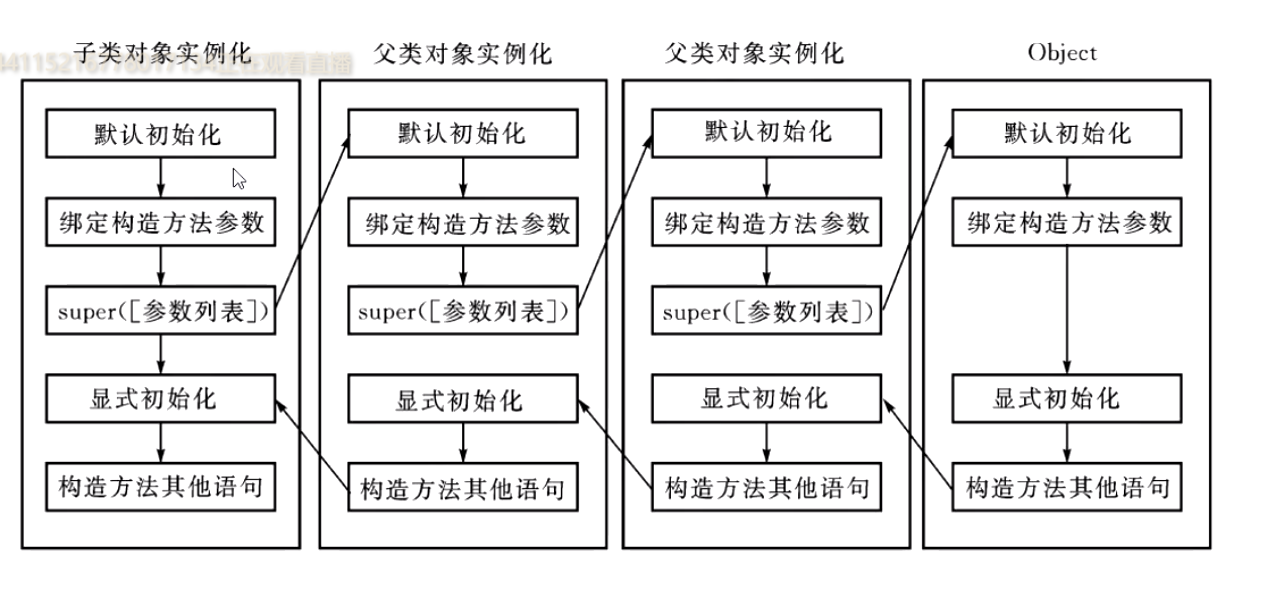 子类对象实例化
默认初始化
绑定构造方法参数
super([参数列表])
显式初始化
构造方法其他语句
父类对象实例化
默认初始化
绑定构造方法参数
super([参数列表])
显式初始化
构造方法其他语句
父类对象实例化
默认初始化
绑定构造方法参数
super([参数列表])
显式初始化
构造方法其他语句
Object
默认初始化
绑定构造方法参数
显式初始化
构造方法其他语句
正在观看直播